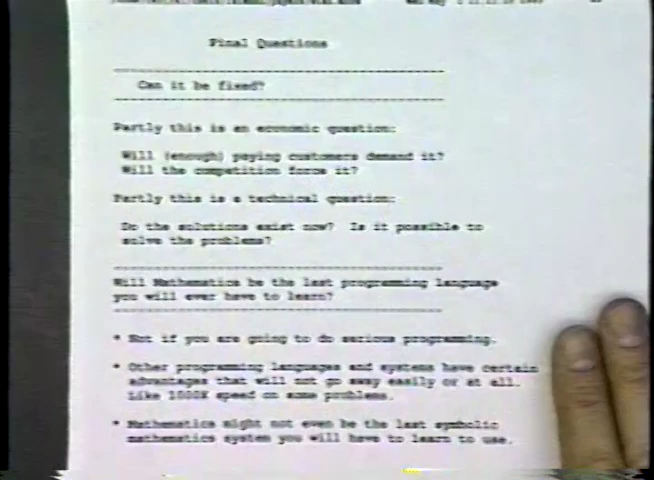 Final Questions
Can it be fixed?
Partly this is an economic question:
Will (enough) paying customers demand it?
Will the competition force it?
Partly this is a technical question:
Do the solutions exist now? Is it possible to
solve the problems?
Will Mathematica be the last programming language
you will ever have to learn?
* Not if you are going to do serious programming.
* Other programming languages and systems have certain
advantages that will not go away easily or at all.
Like 1000X speed on some problems.
* Mathematica might not even be the last symbolic
mathematics system you will have to learn to use.